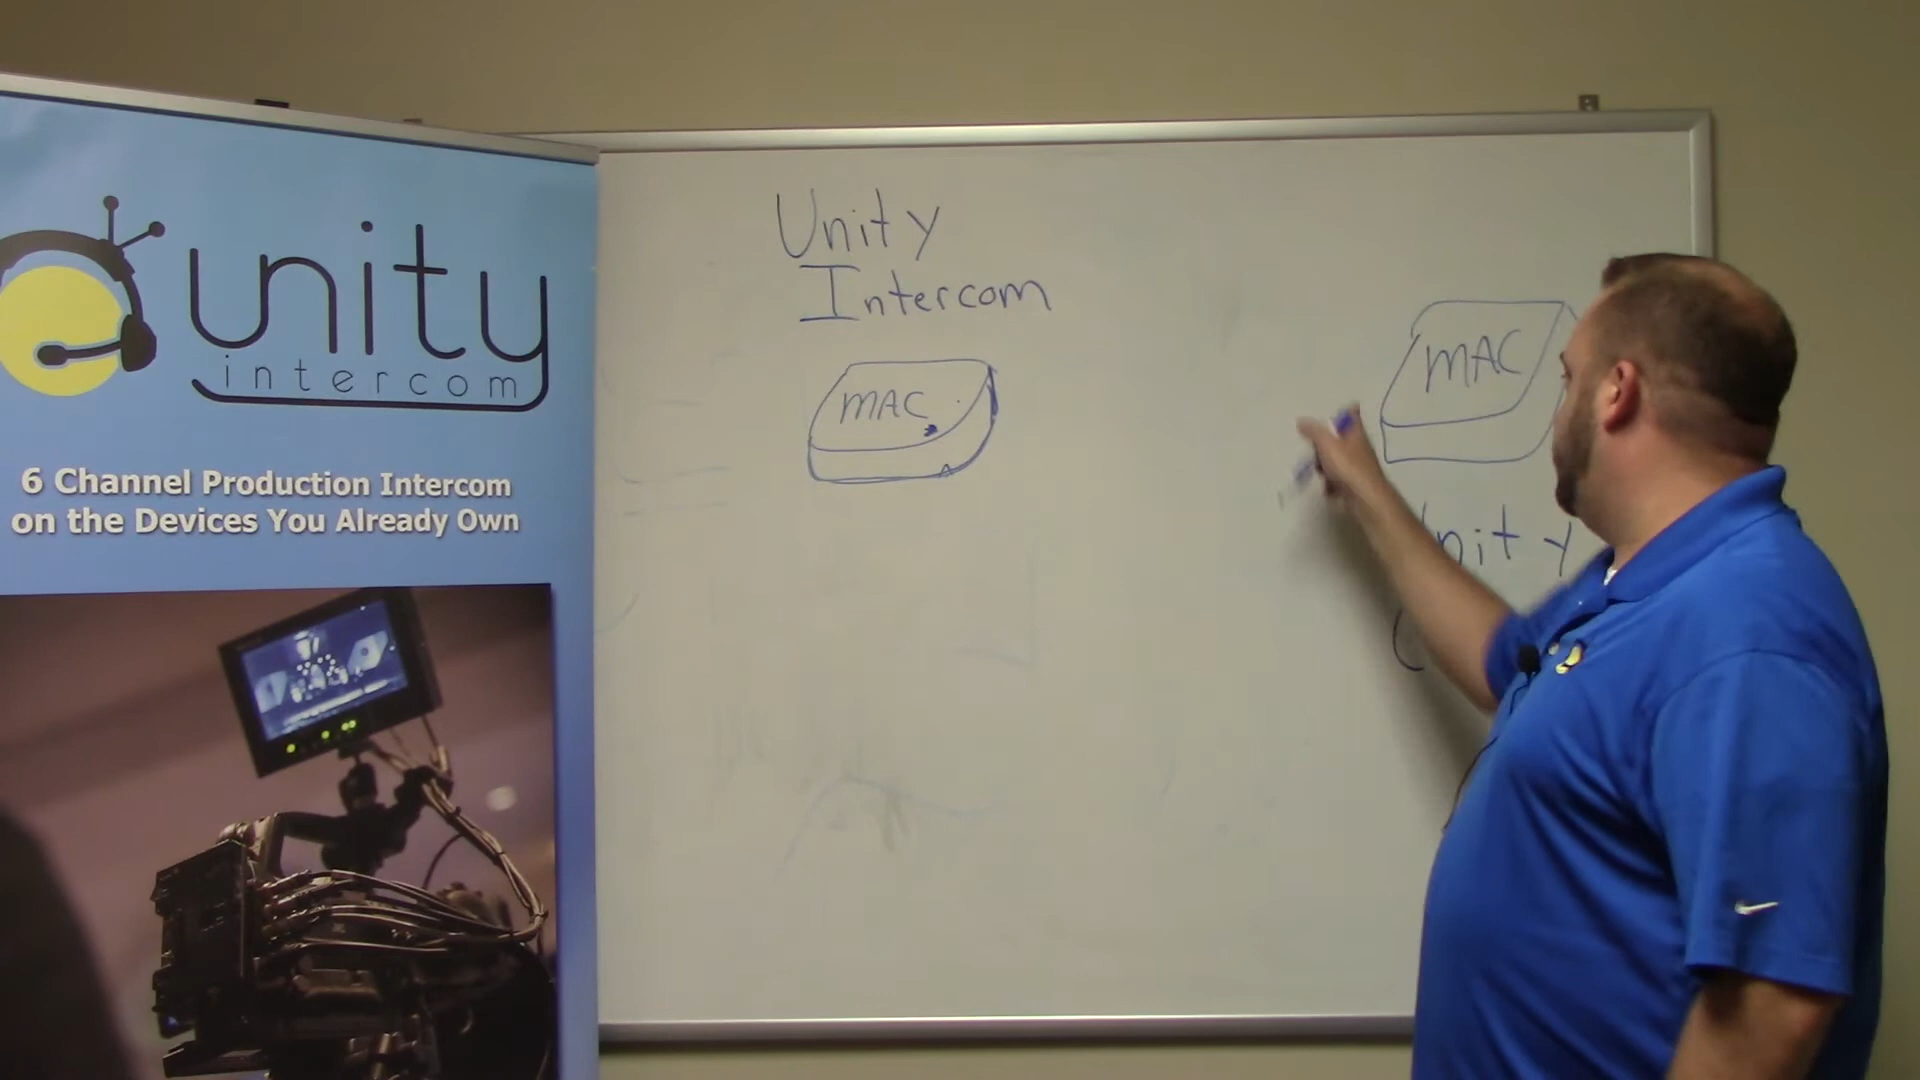 unity
intercom
6 Channel Production Intercom
on the Devices You Already Own
Unity
Intercom
MAC
MAC
Unity